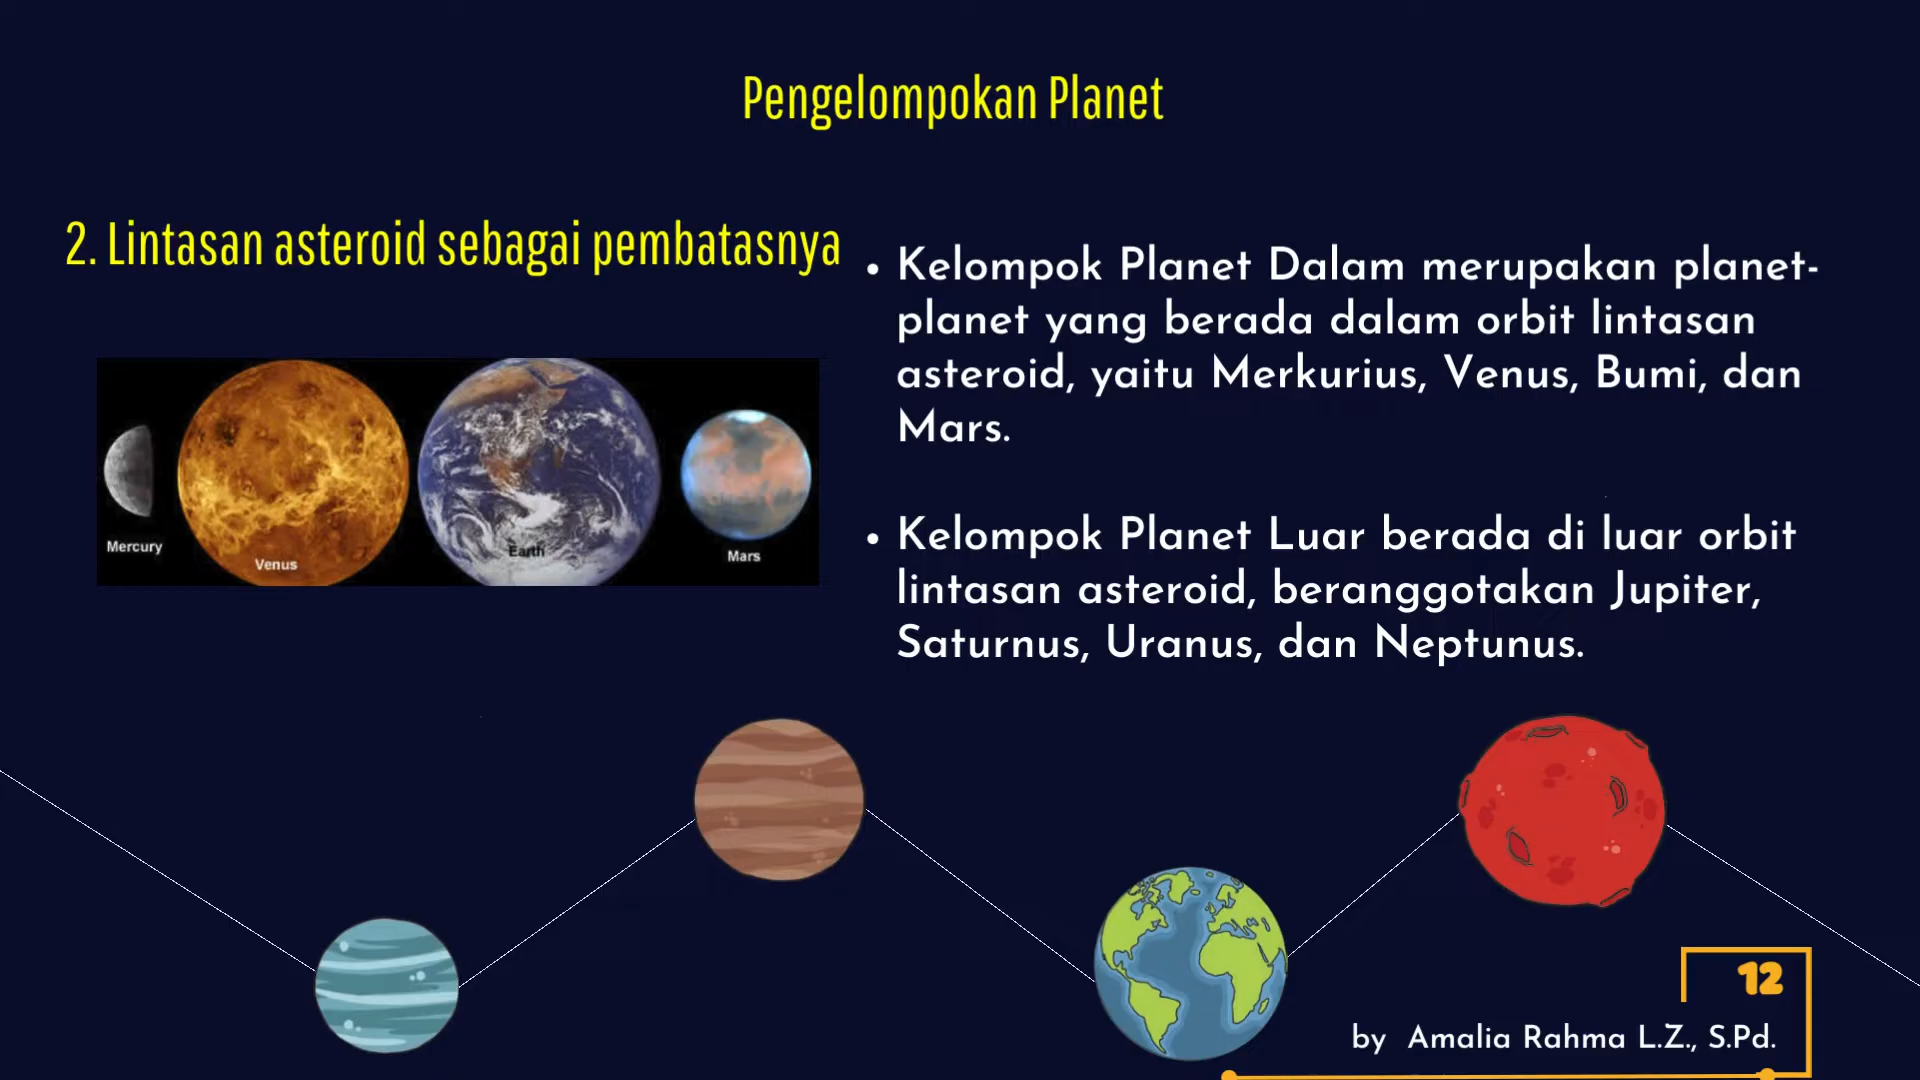 Pengelompokan Planet
2. Lintasan asteroid sebagai pembatasnya
Mercury
Venus
Earth
Mars
• Kelompok Planet Dalam merupakan planet-
planet yang berada dalam orbit lintasan
asteroid, yaitu Merkurius, Venus, Bumi, dan
Mars.
• Kelompok Planet Luar berada di luar orbit
lintasan asteroid, beranggotakan Jupiter,
Saturnus, Uranus, dan Neptunus.
12
by Amalia Rahma L.Z., S.Pd.